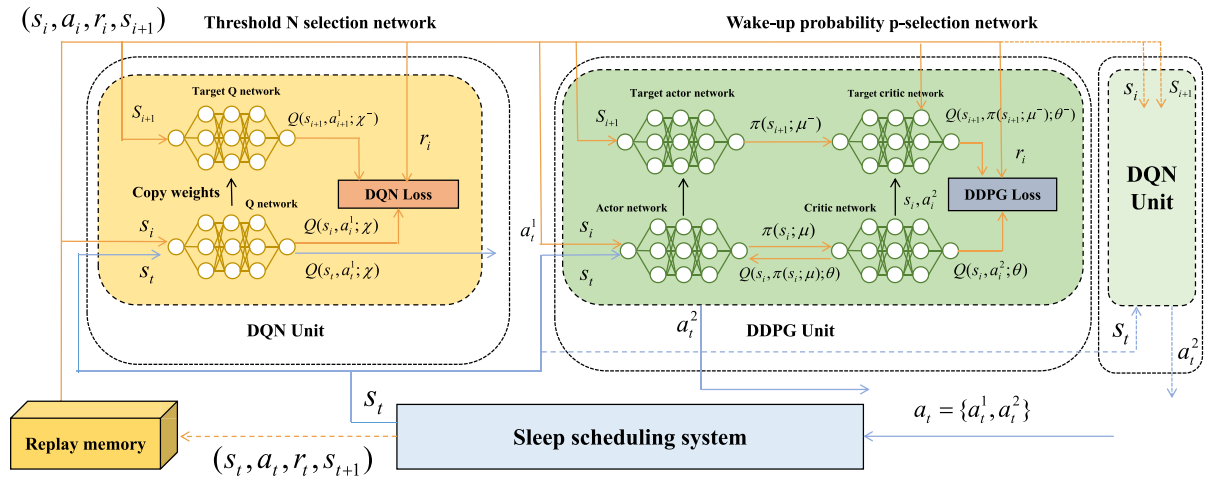 (s_i, a_i, r_i, s_{i+1})
Threshold N selection network
Wake-up probability p-selection network
Target Q network
S_{i+1}
Q(s_{i+1}, a^1_{i+1}; χ^-)
r_i
Copy weights
DQN Loss
Q network
s_i
Q(s_i, a^1_i; χ)
s_t
Q(s_t, a^1_t; χ)
DQN Unit
a^1_t
Target actor network
Target critic network
S_{i+1}
π(s_{i+1}; μ^-)
Q(s_{i+1}, π(s_{i+1}; μ^-); θ^-)
r_i
DDPG Loss
s_i, a^2_i
Actor network
Critic network
s_i
π(s_i; μ)
s_t
Q(s_i, π(s_i; μ); θ)
Q(s_i, a^2_i; θ)
a^2_t
DDPG Unit
s_i
S_{i+1}
DQN
Unit
s_t
a^2_t
s_t
Replay memory
Sleep scheduling system
a_t = {a^1_t, a^2_t}
(s_t, a_t, r_t, s_{t+1})